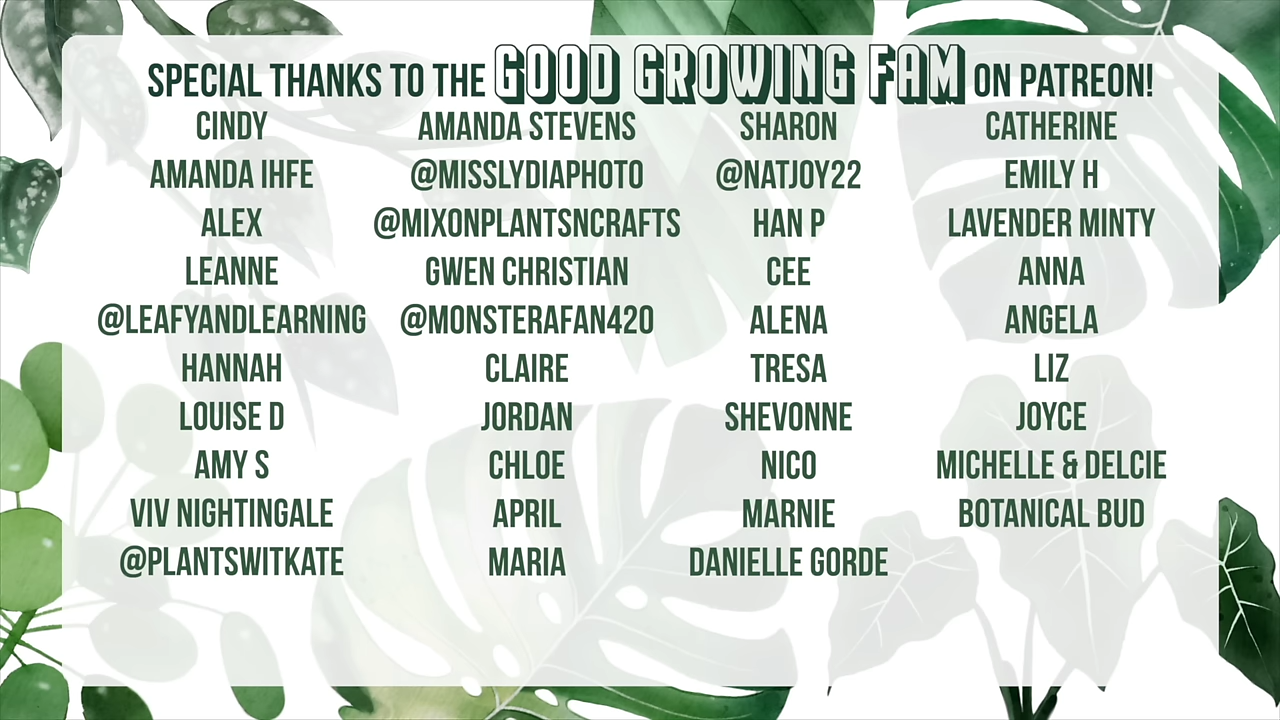 SPECIAL THANKS TO THE GOOD GROWING FAM ON PATREON!
CINDY
AMANDA IHFE
ALEX
LEANNE
@LEAFYANDLEARNING
HANNAH
LOUISE D
AMY S
VIV NIGHTINGALE
@PLANTSWITKATE
AMANDA STEVENS
@MISSLYDIAPHOTO
@MIXONPLANTSNCRAFTS
GWEN CHRISTIAN
@MONSTERAFAN420
CLAIRE
JORDAN
CHLOE
APRIL
MARIA
SHARON
@NATJOY22
HAN P
CEE
ALENA
TRESA
SHEVONNE
NICO
MARNIE
DANIELLE GORDE
CATHERINE
EMILY H
LAVENDER MINTY
ANNA
ANGELA
LIZ
JOYCE
MICHELLE & DELCIE
BOTANICAL BUD